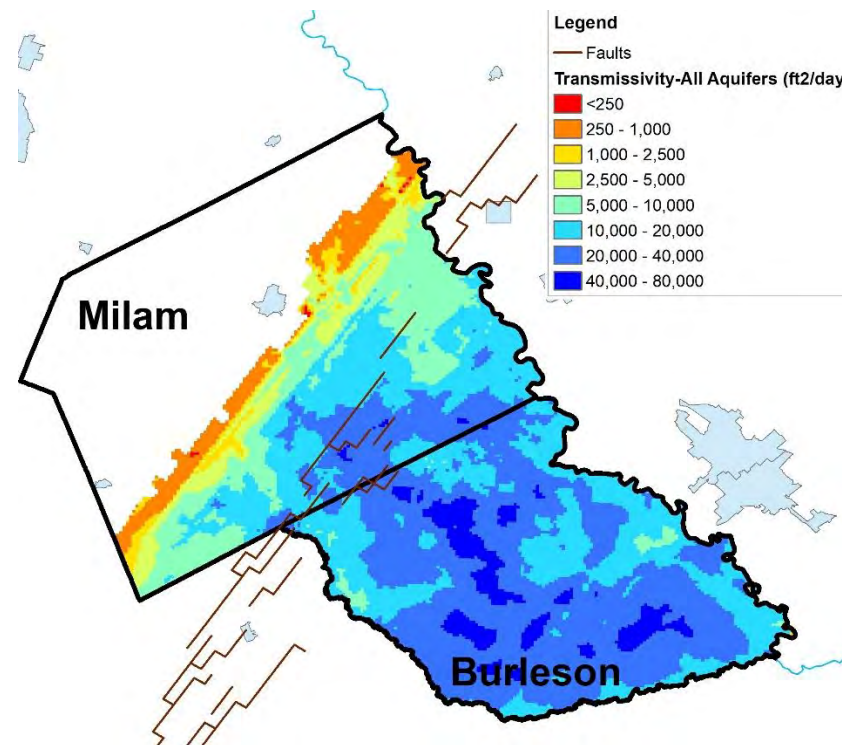 Legend
Faults
Transmissivity-All Aquifers (ft2/day
<250
250 - 1,000
1,000 - 2,500
2,500 - 5,000
5,000 - 10,000
10,000 - 20,000
20,000 - 40,000
40,000 - 80,000
Milam
Burleson